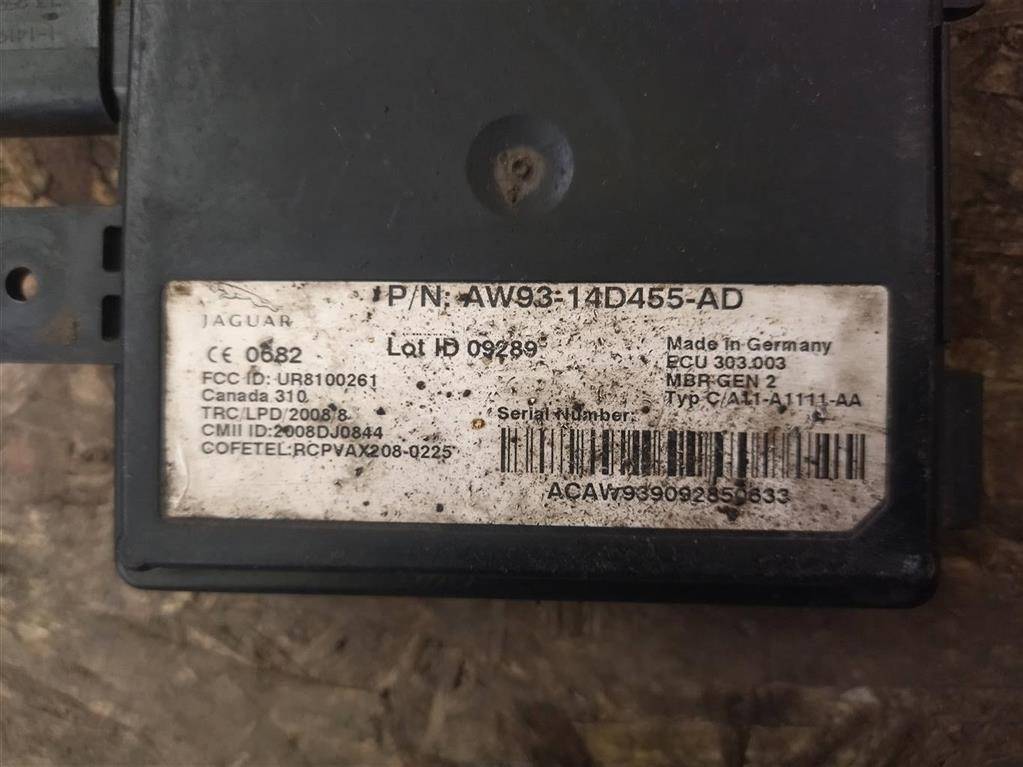 P/N: AW93-14D455-AD
JAGUAR
CE 0682
Lot ID 09289
FCC ID: UR8100261
Canada 310
TRC/LPD/2008/8
CMII ID:2008DJ0844
COFETEL:RCPVAX208-0225
Made in Germany
ECU 303.003
MBR GEN 2
Typ C/A11-A1111-AA
Serial Number:
ACAW939092850633